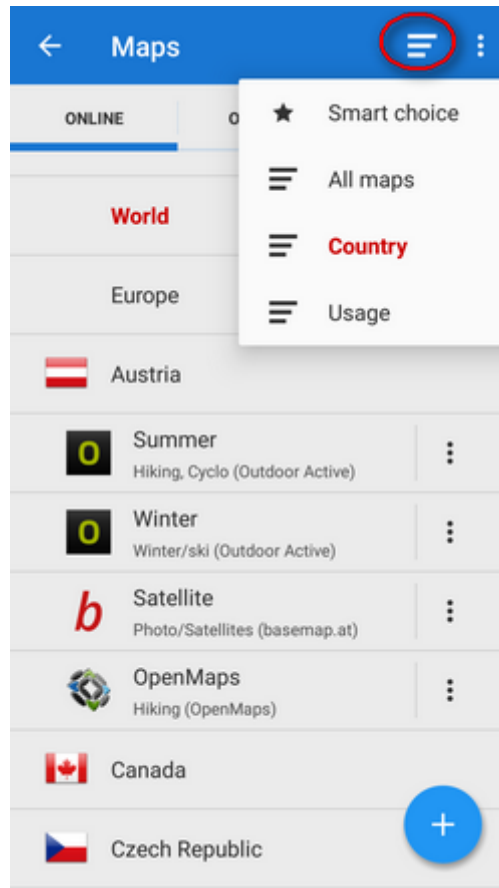 Maps
ONLINE
O
Smart choice
All maps
Country
Usage
World
Europe
Austria
O
Summer
Hiking, Cyclo (Outdoor Active)
O
Winter
Winter/ski (Outdoor Active)
b
Satellite
Photo/Satellites (basemap.at)
OpenMaps
Hiking (OpenMaps)
Canada
Czech Republic